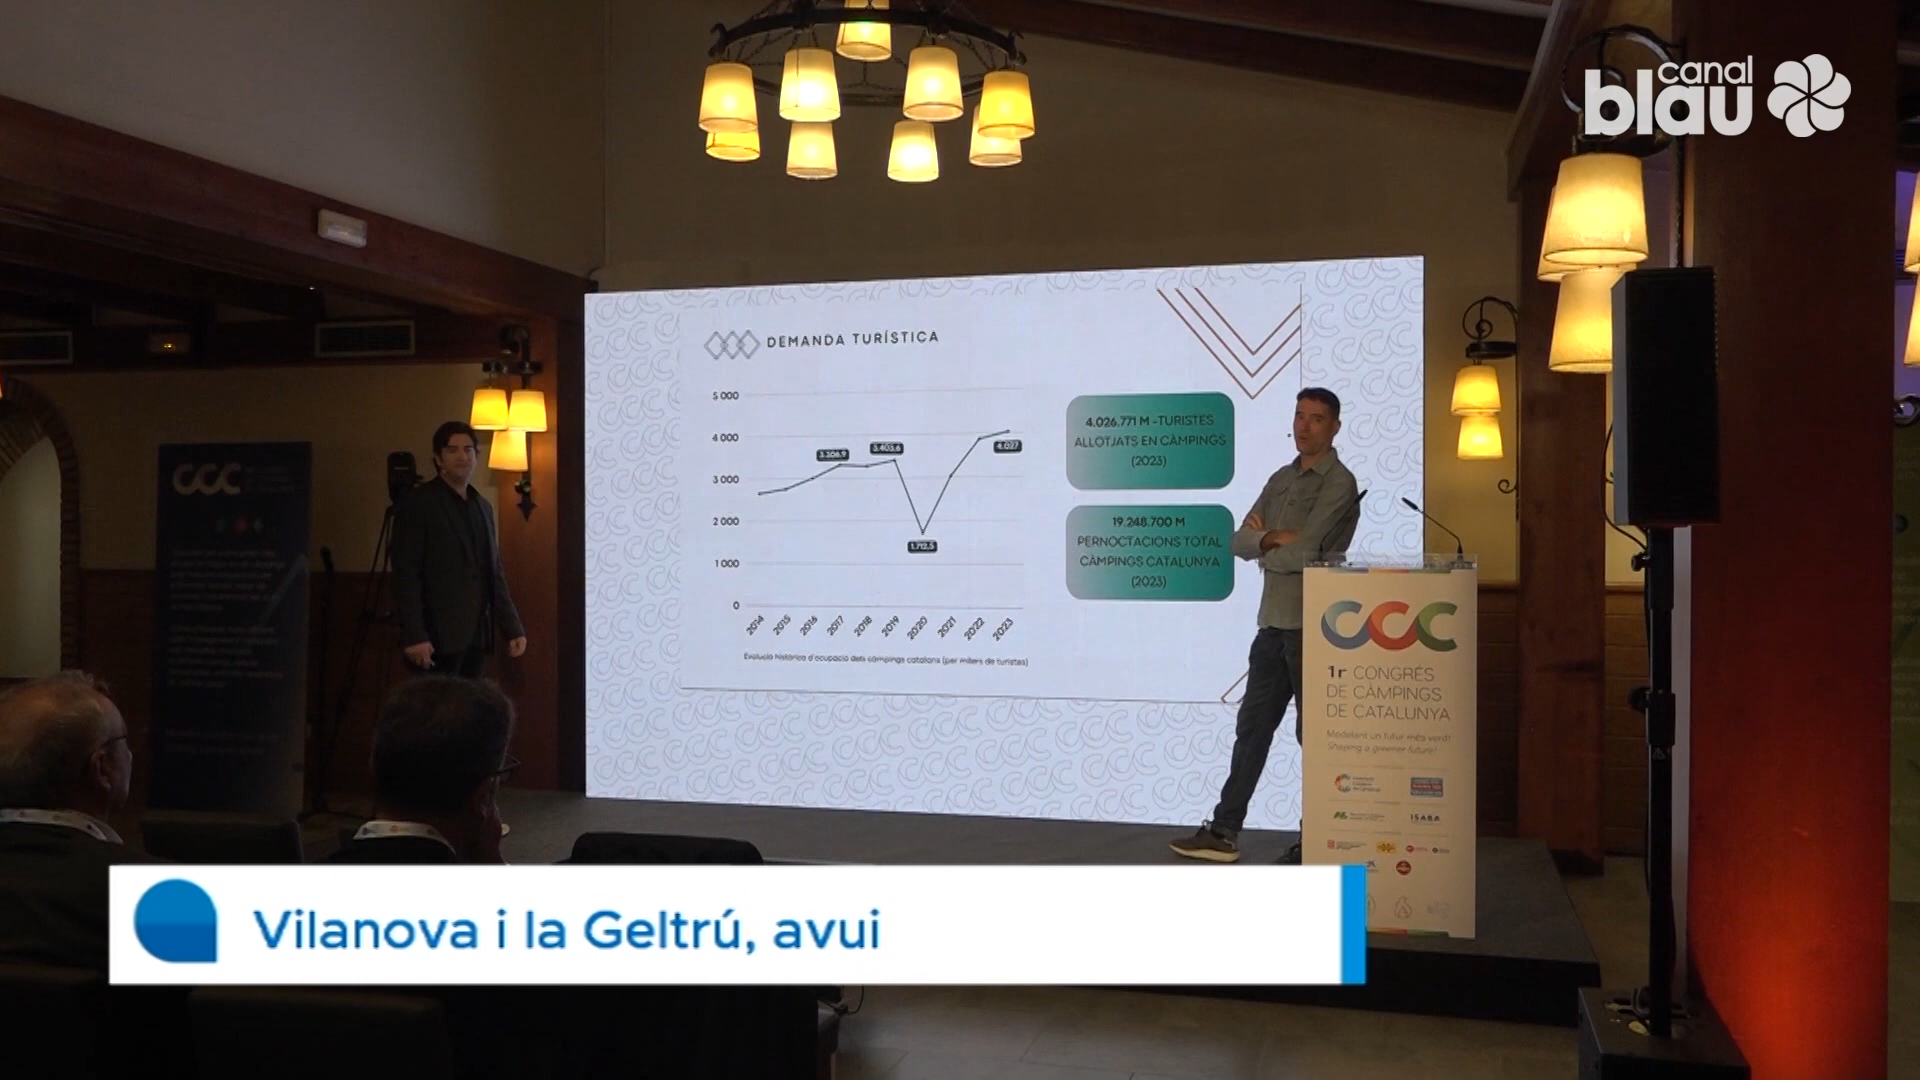 canal
blau
DEMANDA TURÍSTICA
5 000
4 000
3 000
2 000
1 000
0
3.306,9
3.403,6
1.712,5
4.027
2014
2015
2016
2017
2018
2019
2020
2021
2022
2023
Evolució històrica d'ocupació dels càmpings catalans (per milers de turistes)
4.026.771 M -TURISTES
ALLOTJATS EN CÀMPINGS
(2023)
19.248.700 M
PERNOCTACIONS TOTAL
CÀMPINGS CATALUNYA
(2023)
CCC
CCC
1r CONGRÉS
DE CÀMPINGS
DE CATALUNYA
Modelant un futur més verd!
Shaping a greener future!
ISABA
Vilanova i la Geltrú, avui